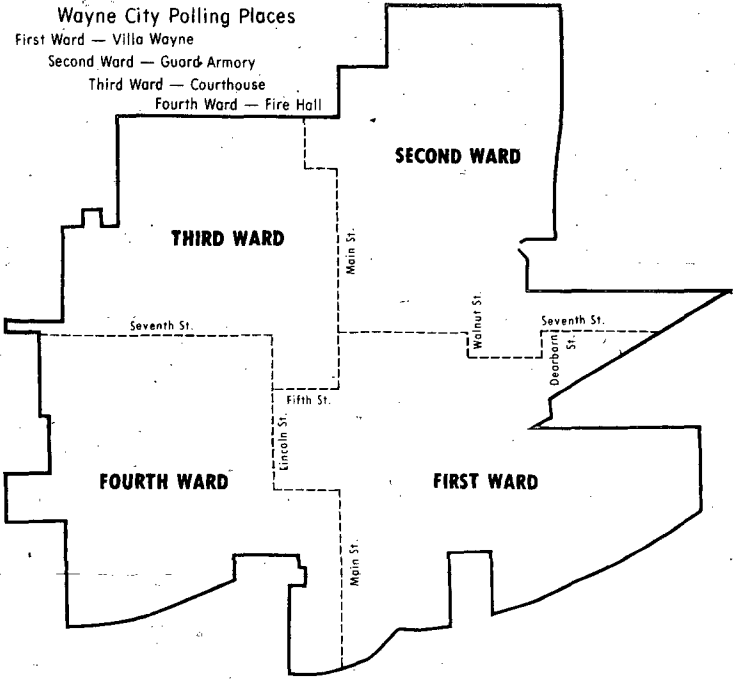 Wayne City Polling Places
First Ward — Villa Wayne
Second Ward — Guard Armory
Third Ward — Courthouse
Fourth Ward — Fire Hall
SECOND WARD
THIRD WARD
Main St.
Seventh St.
Walnut St.
Seventh St.
Dearborn
St.
Fifth St.
Lincoln St.
FOURTH WARD
FIRST WARD
Main St.